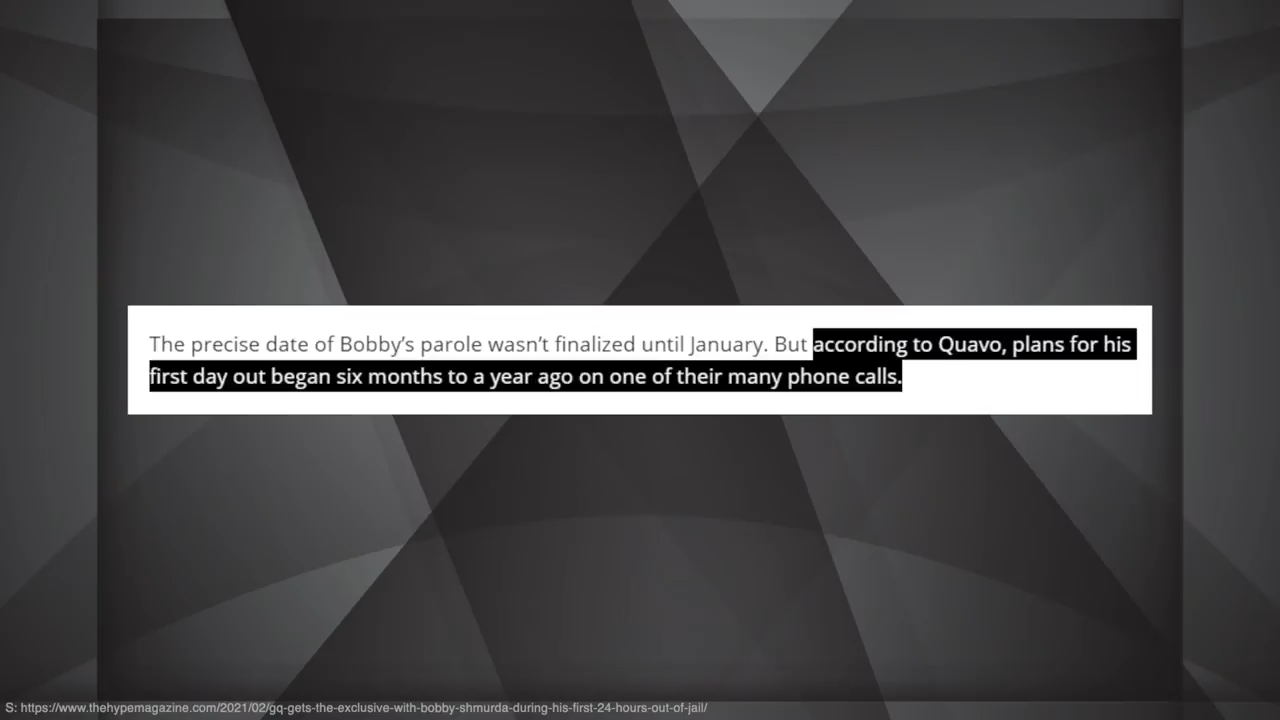 The precise date of Bobby’s parole wasn’t finalized until January. But according to Quavo, plans for his
first day out began six months to a year ago on one of their many phone calls.
S: https://www.thehypemagazine.com/2021/02/gq-gets-the-exclusive-with-bobby-shmurda-during-his-first-24-hours-out-of-jail/